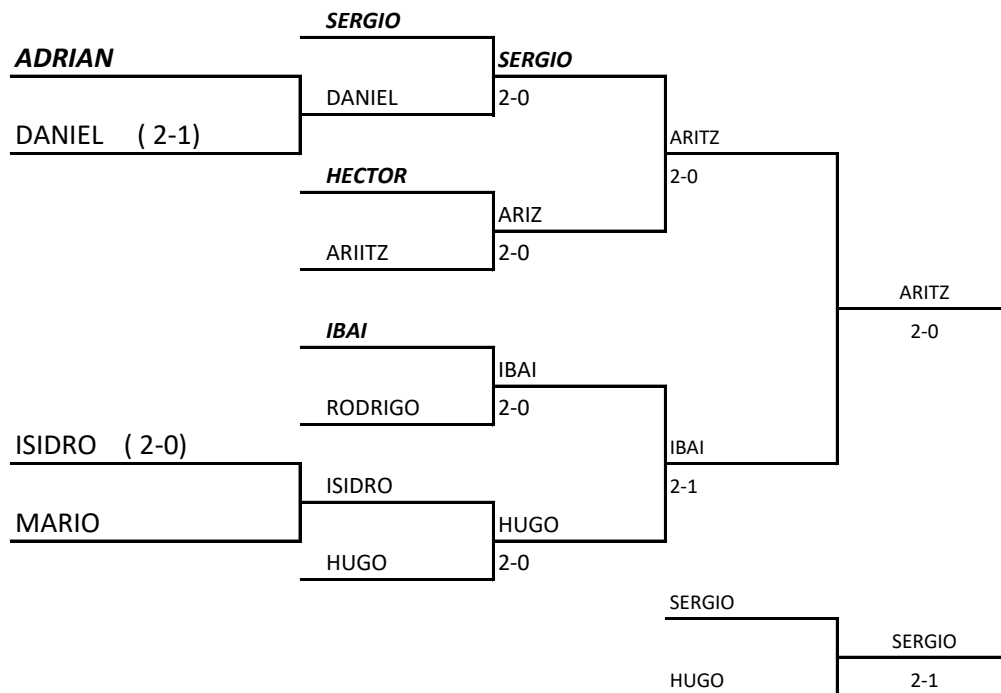 SERGIO
ADRIAN
SERGIO
DANIEL
2-0
DANIEL ( 2-1)
ARITZ
HECTOR
2-0
ARIZ
ARIITZ
2-0
ARITZ
IBAI
2-0
IBAI
RODRIGO
2-0
ISIDRO ( 2-0)
IBAI
ISIDRO
2-1
MARIO
HUGO
HUGO
2-0
SERGIO
SERGIO
HUGO
2-1